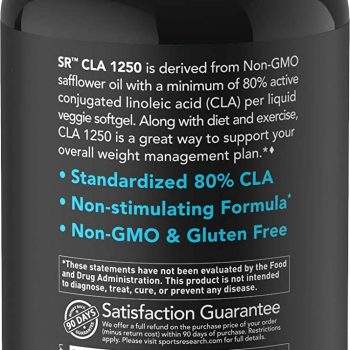 SR™ CLA 1250 is derived from Non-GMO
safflower oil with a minimum of 80% active
conjugated linoleic acid (CLA) per liquid
veggie softgel. Along with diet and exercise,
CLA 1250 is a great way to support your
overall weight management plan.*♦
• Standardized 80% CLA
• Non-stimulating Formula*
• Non-GMO & Gluten Free
*These statements have not been evaluated by the Food
and Drug Administration. This product is not intended
to diagnose, treat, cure, or prevent any disease.
90 DAYS
Satisfaction Guarantee
We offer a full refund on the purchase price of your order
(minus return cost) within 90 days of purchase. Restrictions
apply. Visit sportsresearch.com for full details.